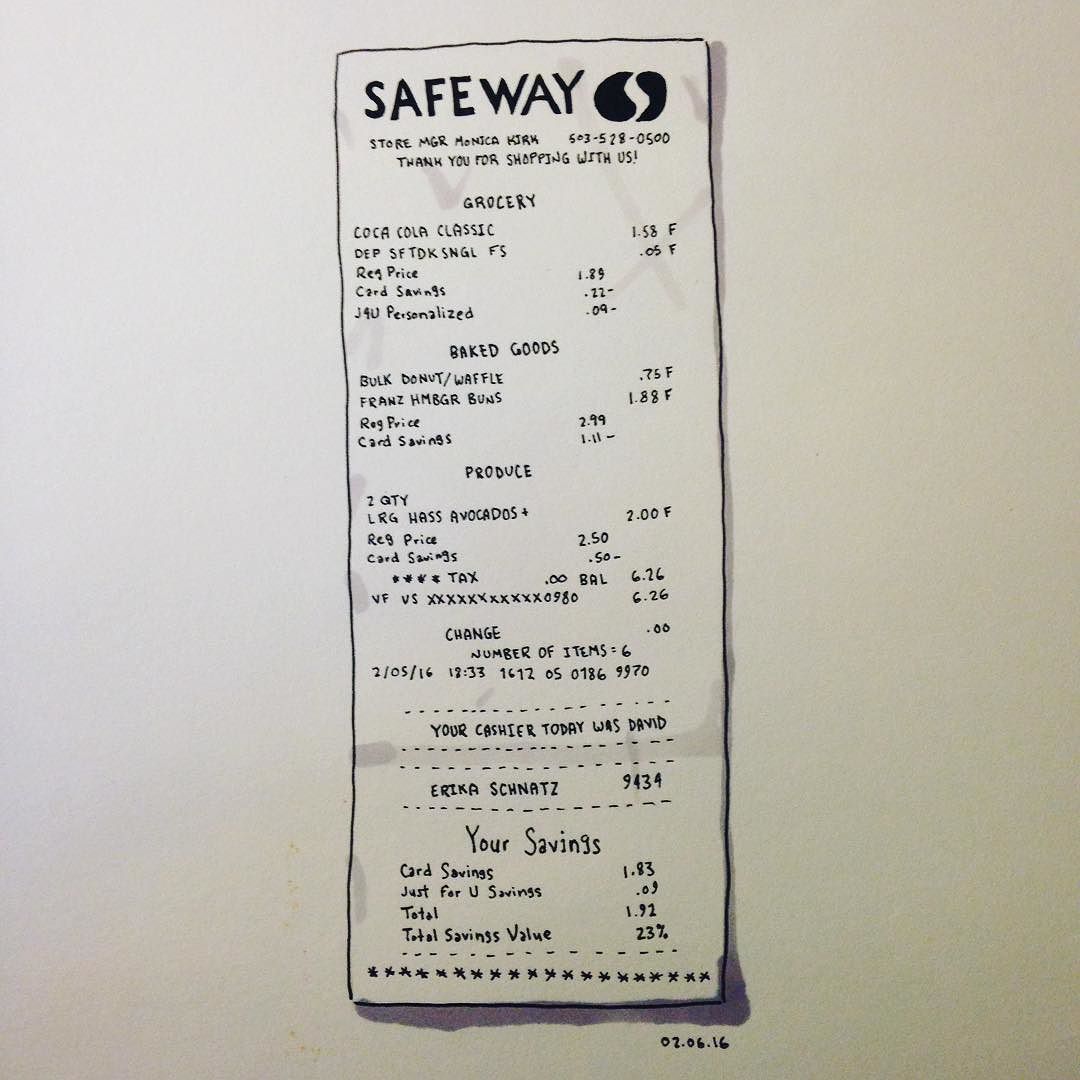 SAFEWAY
STORE MGR MONICA KIRK 503-528-0500
THANK YOU FOR SHOPPING WITH US!
GROCERY
COCA COLA CLASSIC 1.58 F
DEP SFTDKSNGL FS .05 F
Reg Price 1.89
Card Savings .22-
J4U Personalized .09-
BAKED GOODS
BULK DONUT/WAFFLE .75 F
FRANZ HMBGR BUNS 1.88 F
Reg Price 2.99
Card Savings 1.11-
PRODUCE
2 QTY
LRG HASS AVOCADOS+ 2.00 F
Reg Price 2.50
Card Savings .50-
**** TAX .00 BAL 6.26
VF VS XXXXXXXXXXXX0980 6.26
CHANGE .00
NUMBER OF ITEMS = 6
2/05/16 18:33 1612 05 0186 9970
YOUR CASHIER TODAY WAS DAVID
ERIKA SCHNATZ 9434
Your Savings
Card Savings 1.83
Just for U Savings .09
Total 1.92
Total Savings Value 23%
********************
02.06.16